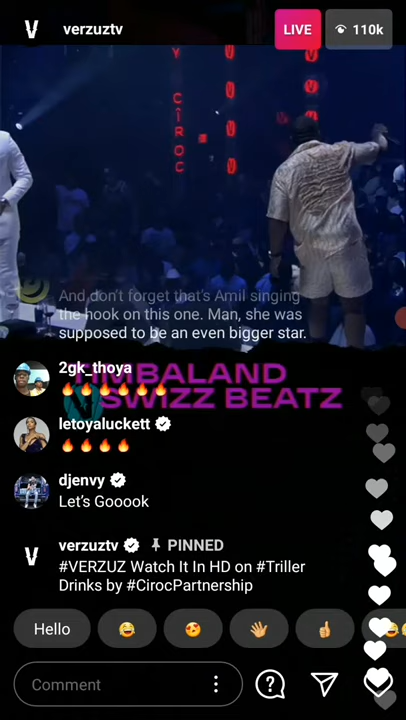 verzuztv
LIVE
110k
Y CÎROC
And don't forget that's Amil singing
the hook on this one. Man, she was
supposed to be an even bigger star.
2gk_thoya
TIMBALAND
SWIZZ BEATZ
letoyaluckett
djenvy
Let's Gooook
verzuztv PINNED
#VERZUZ Watch It In HD on #Triller
Drinks by #CirocPartnership
Hello
Comment